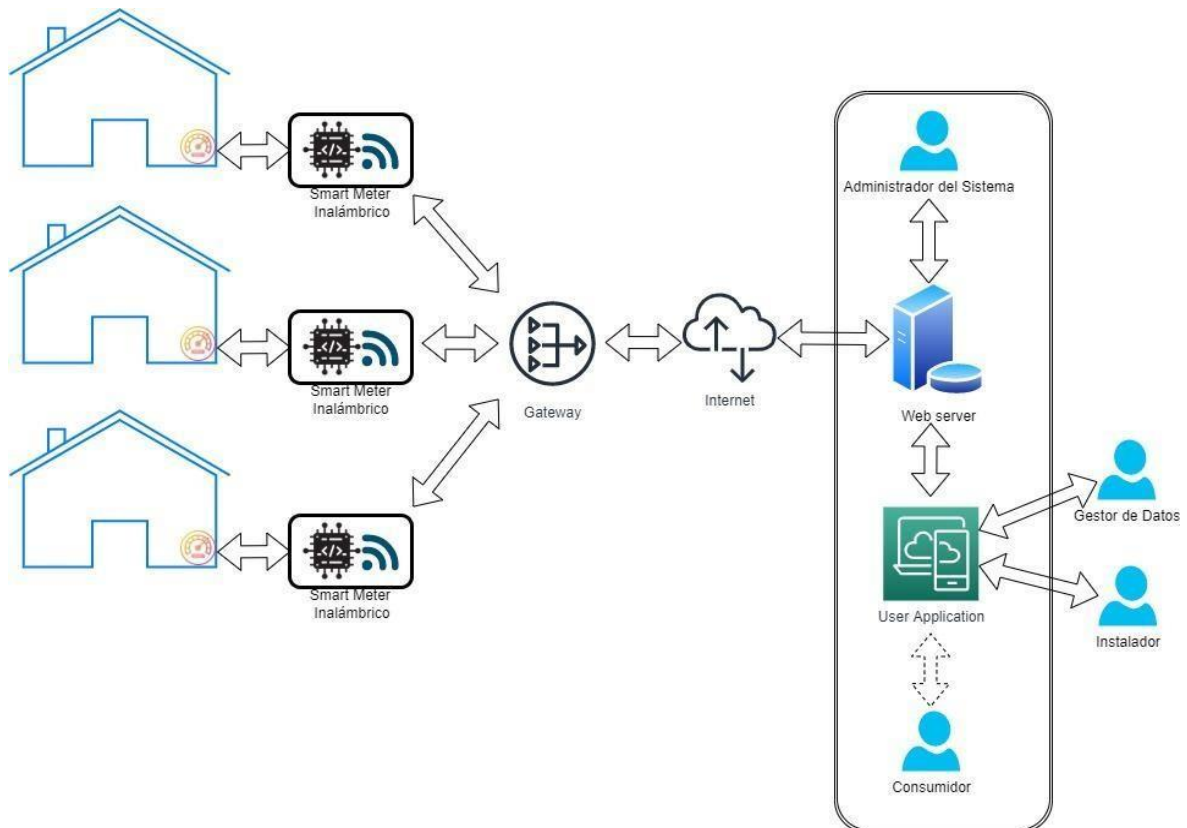 Smart Meter
Inalámbrico
Smart Meter
Inalámbrico
Smart Meter
Inalámbrico
Gateway
Internet
Administrador del Sistema
Web server
User Application
Gestor de Datos
Instalador
Consumidor